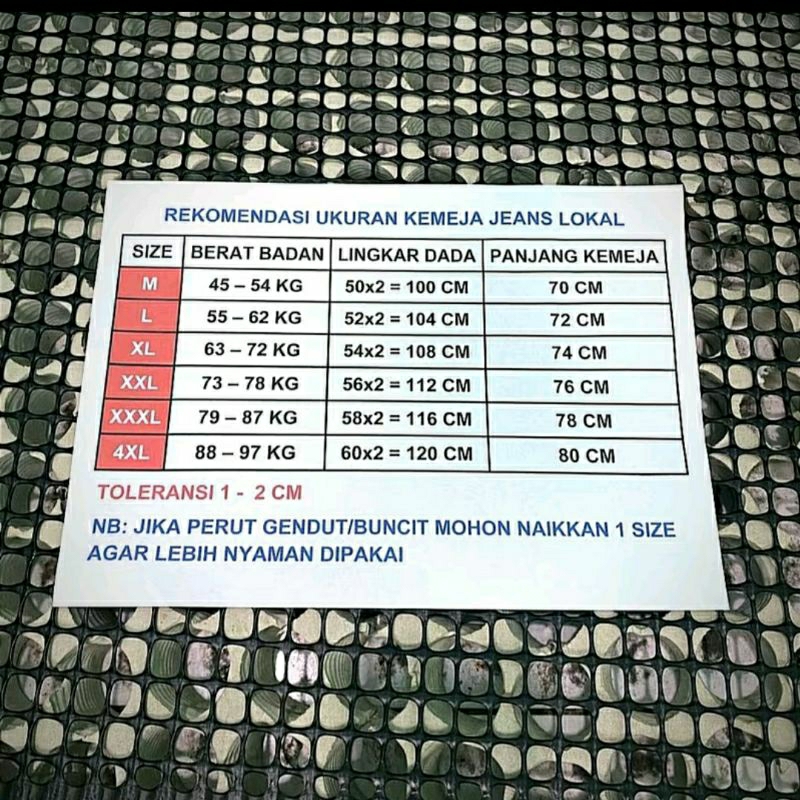 REKOMENDASI UKURAN KEMEJA JEANS LOKAL
SIZE BERAT BADAN LINGKAR DADA PANJANG KEMEJA
M 45 – 54 KG 50x2 = 100 CM 70 CM
L 55 – 62 KG 52x2 = 104 CM 72 CM
XL 63 – 72 KG 54x2 = 108 CM 74 CM
XXL 73 – 78 KG 56x2 = 112 CM 76 CM
XXXL 79 – 87 KG 58x2 = 116 CM 78 CM
4XL 88 – 97 KG 60x2 = 120 CM 80 CM
TOLERANSI 1 - 2 CM
NB: JIKA PERUT GENDUT/BUNCIT MOHON NAIKKAN 1 SIZE
AGAR LEBIH NYAMAN DIPAKAI